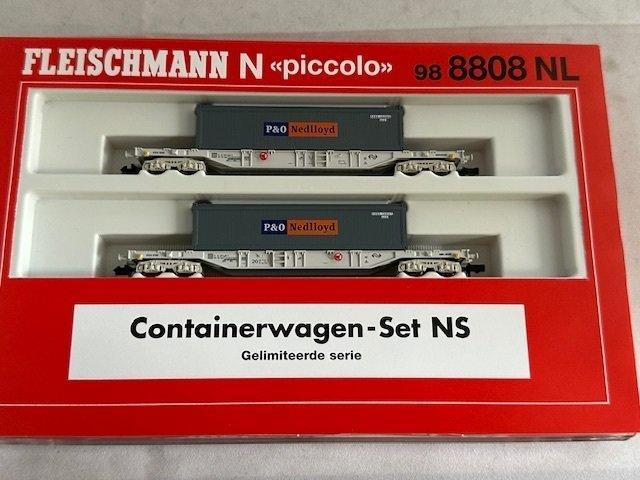 FLEISCHMANN N «piccolo» 98 8808 NL
P&O Nedlloyd
P&O Nedlloyd
Containerwagen-Set NS
Gelimiteerde serie